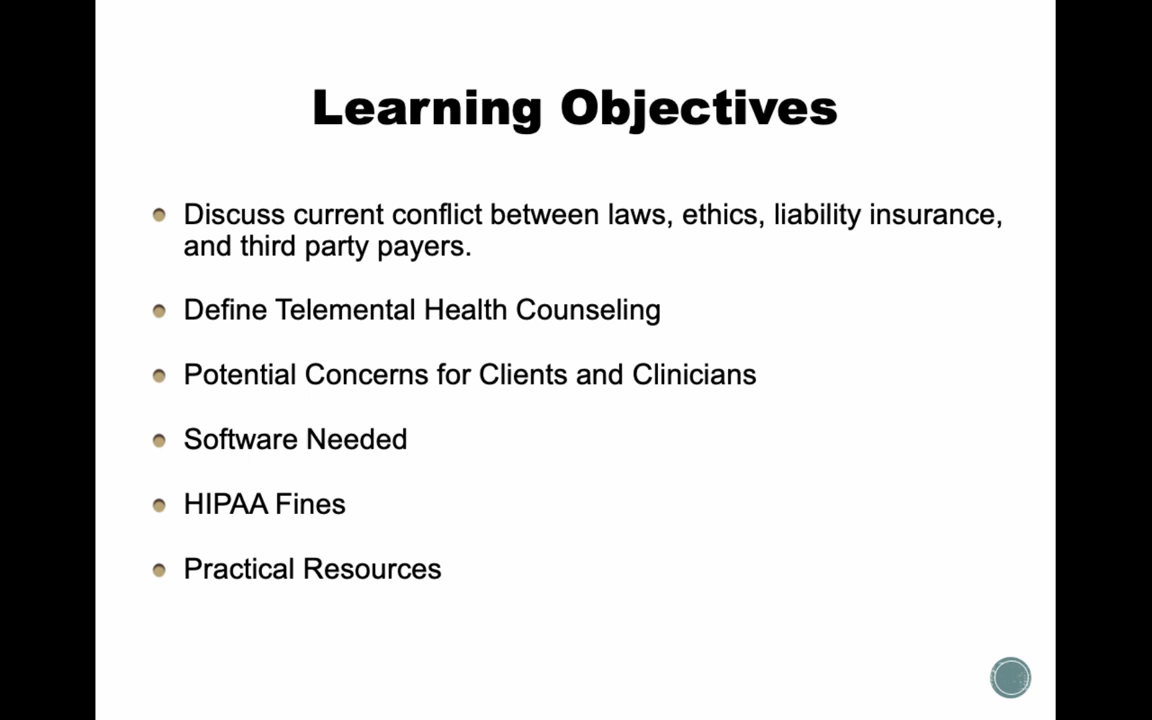 Learning Objectives
Discuss current conflict between laws, ethics, liability insurance,
and third party payers.
Define Telemental Health Counseling
Potential Concerns for Clients and Clinicians
Software Needed
HIPAA Fines
Practical Resources